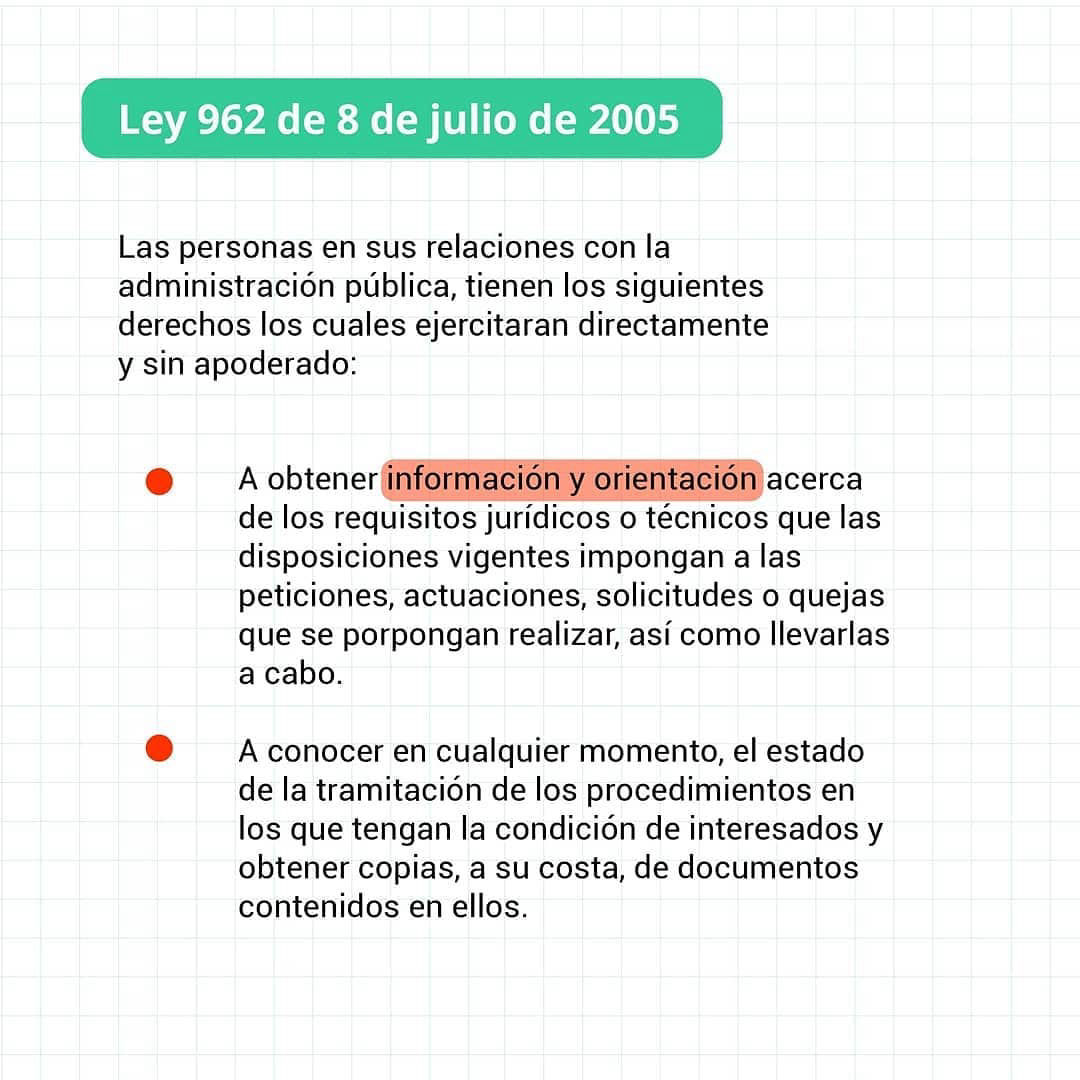 Ley 962 de 8 de julio de 2005
Las personas en sus relaciones con la
administración pública, tienen los siguientes
derechos los cuales ejercitaran directamente
y sin apoderado:
A obtener información y orientación acerca
de los requisitos jurídicos o técnicos que las
disposiciones vigentes impongan a las
peticiones, actuaciones, solicitudes o quejas
que se porpongan realizar, así como llevarlas
a cabo.
A conocer en cualquier momento, el estado
de la tramitación de los procedimientos en
los que tengan la condición de interesados y
obtener copias, a su costa, de documentos
contenidos en ellos.